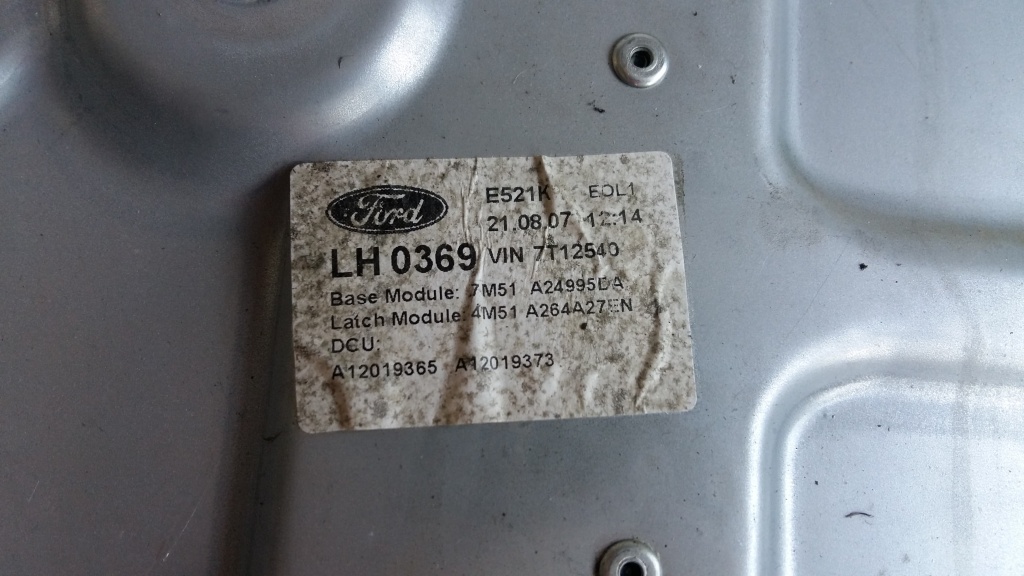 Ford E521K EOL1
21.08.07 12:14
LH 0369 VIN 7T12540
Base Module: 7M51 A24995DA
Latch Module: 4M51 A264A27EN
DCU:
A12019365 A12019373